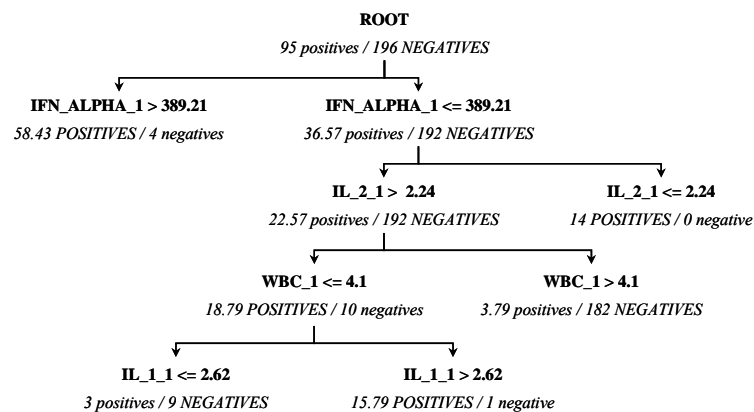 ROOT
95 positives / 196 NEGATIVES
IFN_ALPHA_1 > 389.21
IFN_ALPHA_1 <= 389.21
58.43 POSITIVES / 4 negatives
36.57 positives / 192 NEGATIVES
IL_2_1 > 2.24
IL_2_1 <= 2.24
22.57 positives / 192 NEGATIVES
14 POSITIVES / 0 negative
WBC_1 <= 4.1
WBC_1 > 4.1
18.79 POSITIVES / 10 negatives
3.79 positives / 182 NEGATIVES
IL_1_1 <= 2.62
IL_1_1 > 2.62
3 positives / 9 NEGATIVES
15.79 POSITIVES / 1 negative